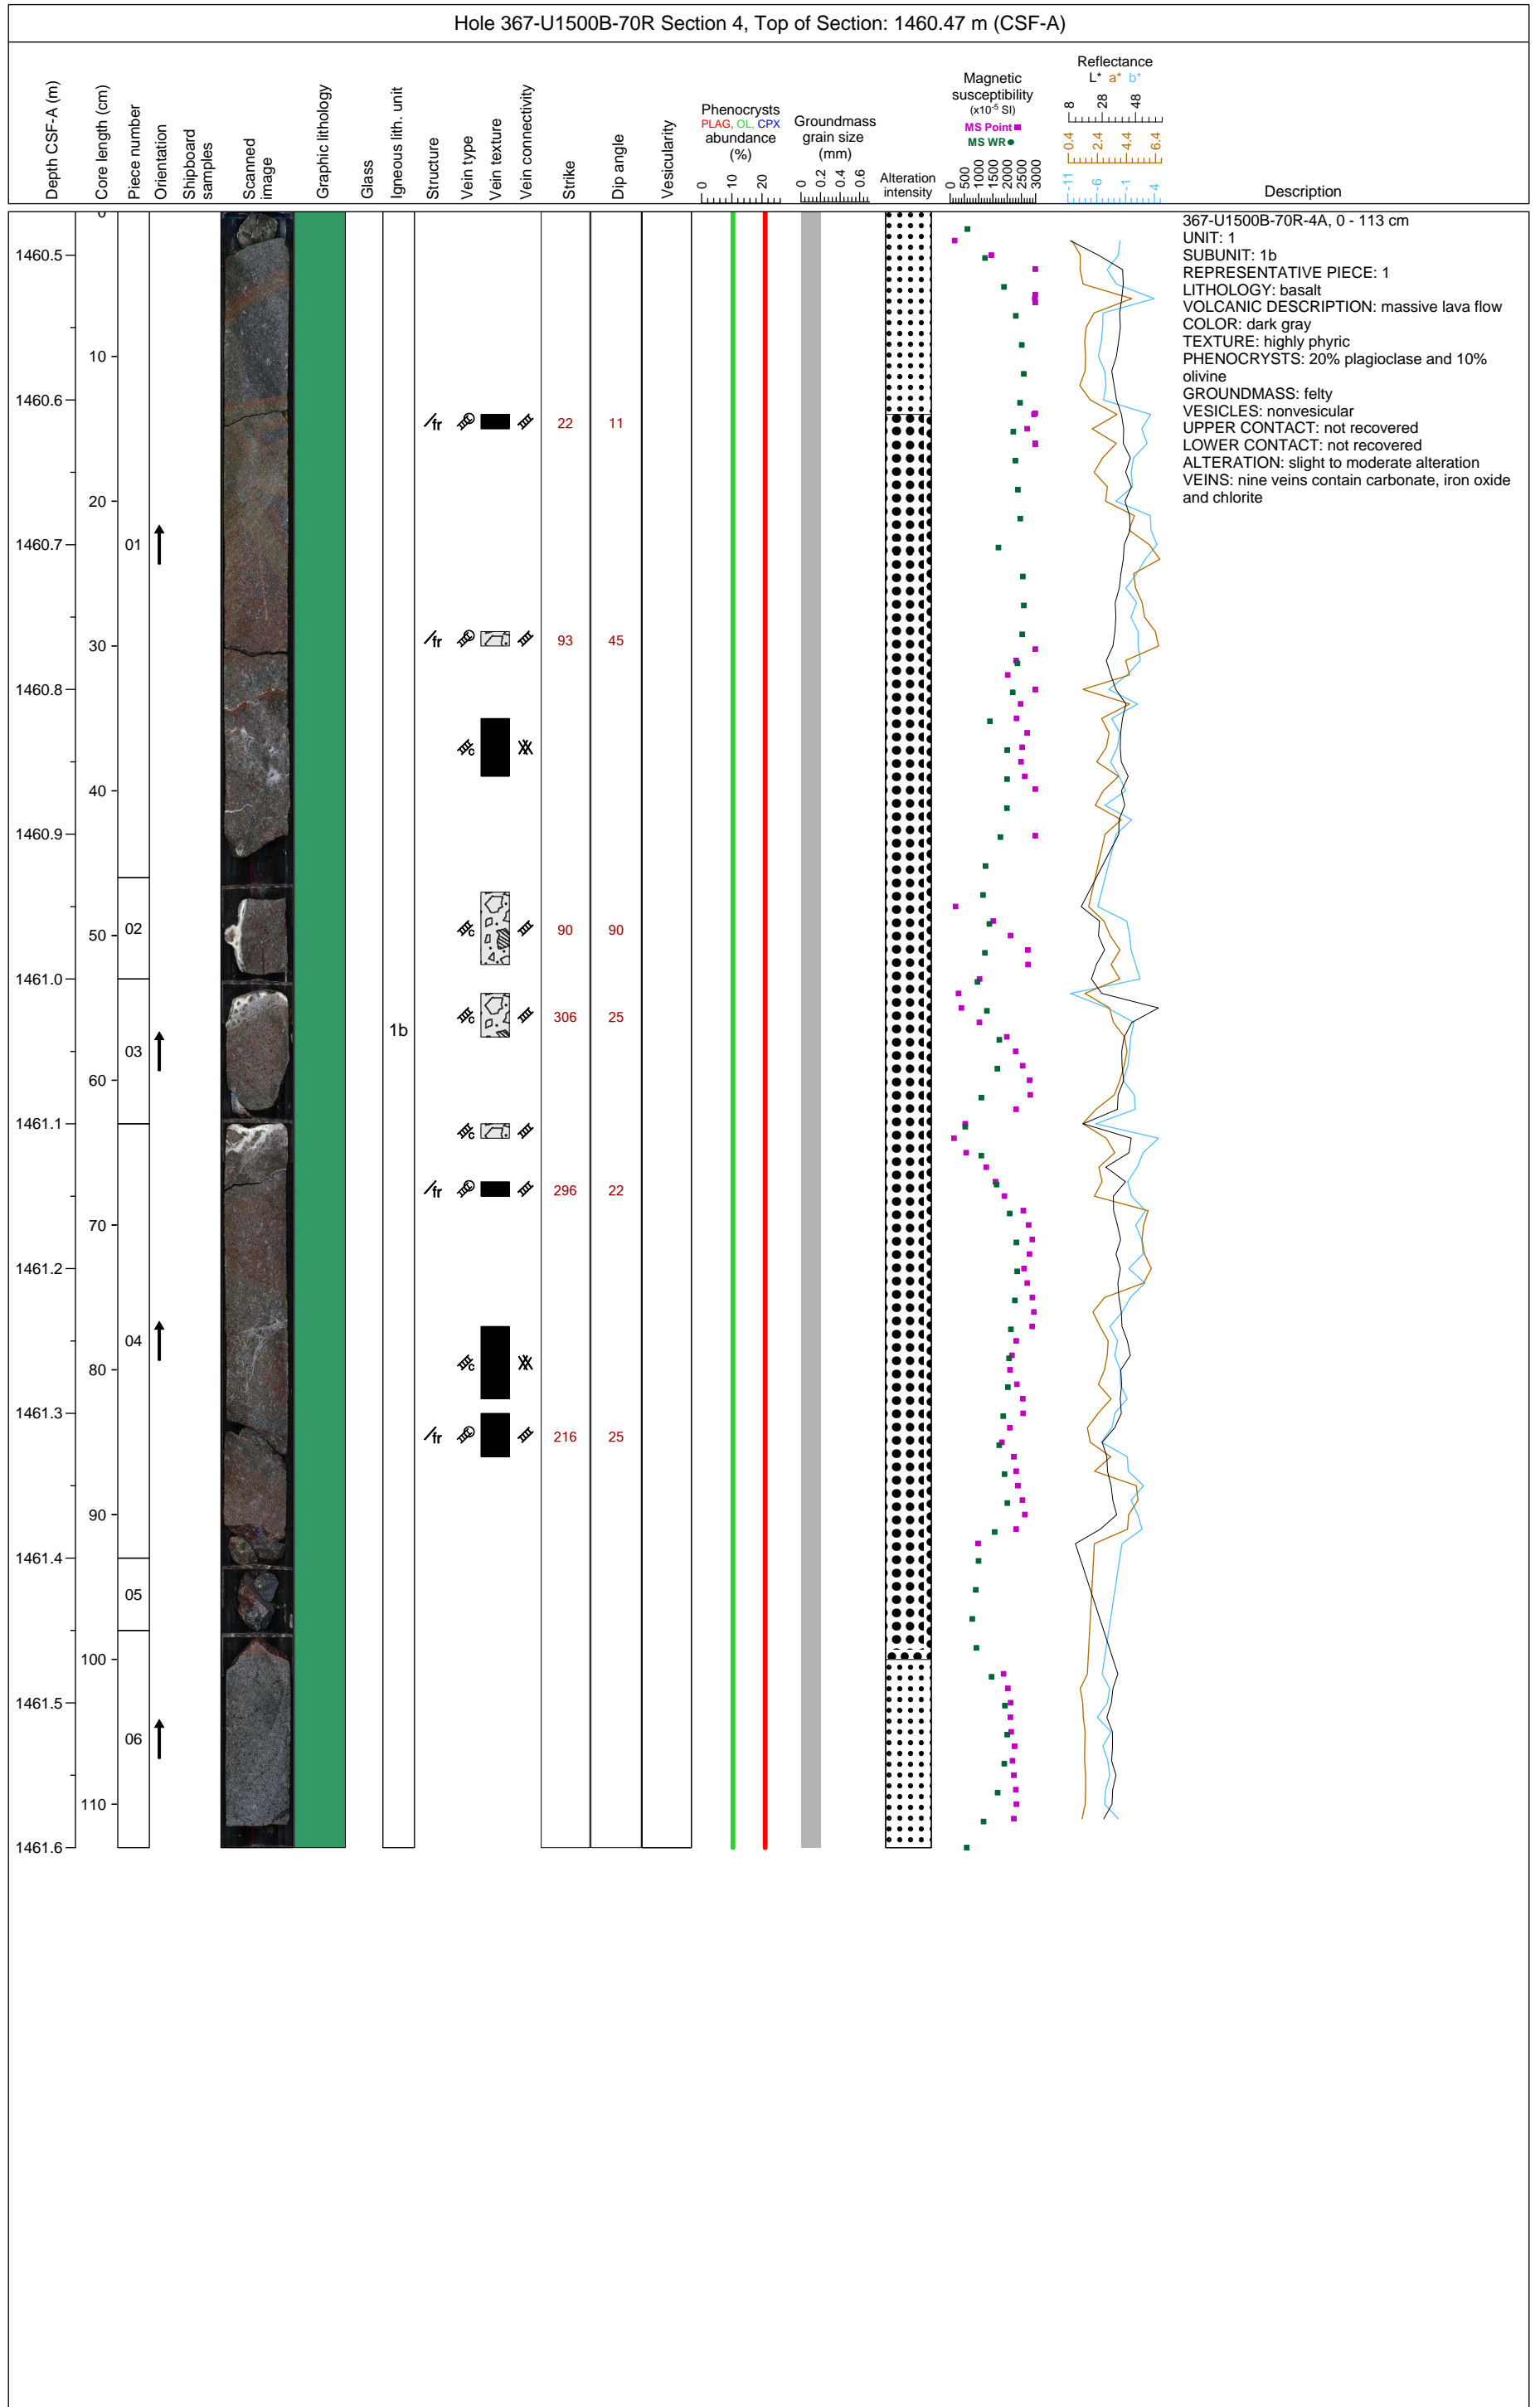 Hole 367-U1500B-70R Section 4, Top of Section: 1460.47 m (CSF-A)
Depth CSF-A (m)
Core length (cm)
Piece number
Orientation
Shipboard
samples
Scanned
image
Graphic lithology
Glass
Igneous lith. unit
Structure
Vein type
Vein texture
Vein connectivity
Strike
Dip angle
Vesicularity
Phenocrysts
PLAG, OL, CPX
abundance
(%)
0 10 20
Groundmass
grain size
(mm)
0 0.2 0.4 0.6
Alteration
intensity
Magnetic
susceptibility
(x10-5 SI)
MS Point
MS WR
0 500 1000 1500 2000 2500 3000
Reflectance
L* a* b*
8 28 48
0.4 2.4 4.4 6.4
-11 -6 -1 4
Description
367-U1500B-70R-4A, 0 - 113 cm
UNIT: 1
SUBUNIT: 1b
REPRESENTATIVE PIECE: 1
LITHOLOGY: basalt
VOLCANIC DESCRIPTION: massive lava flow
COLOR: dark gray
TEXTURE: highly phyric
PHENOCRYSTS: 20% plagioclase and 10%
olivine
GROUNDMASS: felty
VESICLES: nonvesicular
UPPER CONTACT: not recovered
LOWER CONTACT: not recovered
ALTERATION: slight to moderate alteration
VEINS: nine veins contain carbonate, iron oxide
and chlorite
0
1460.5
10
1460.6
fr 22 11
20
1460.7
01
30
fr 93 45
1460.8
c
40
1460.9
02
50
c 90 90
1461.0
c 306 25
1b
03
60
1461.1
c
fr 296 22
70
1461.2
04
80
c
1461.3
fr 216 25
90
1461.4
05
100
1461.5
06
110
1461.6